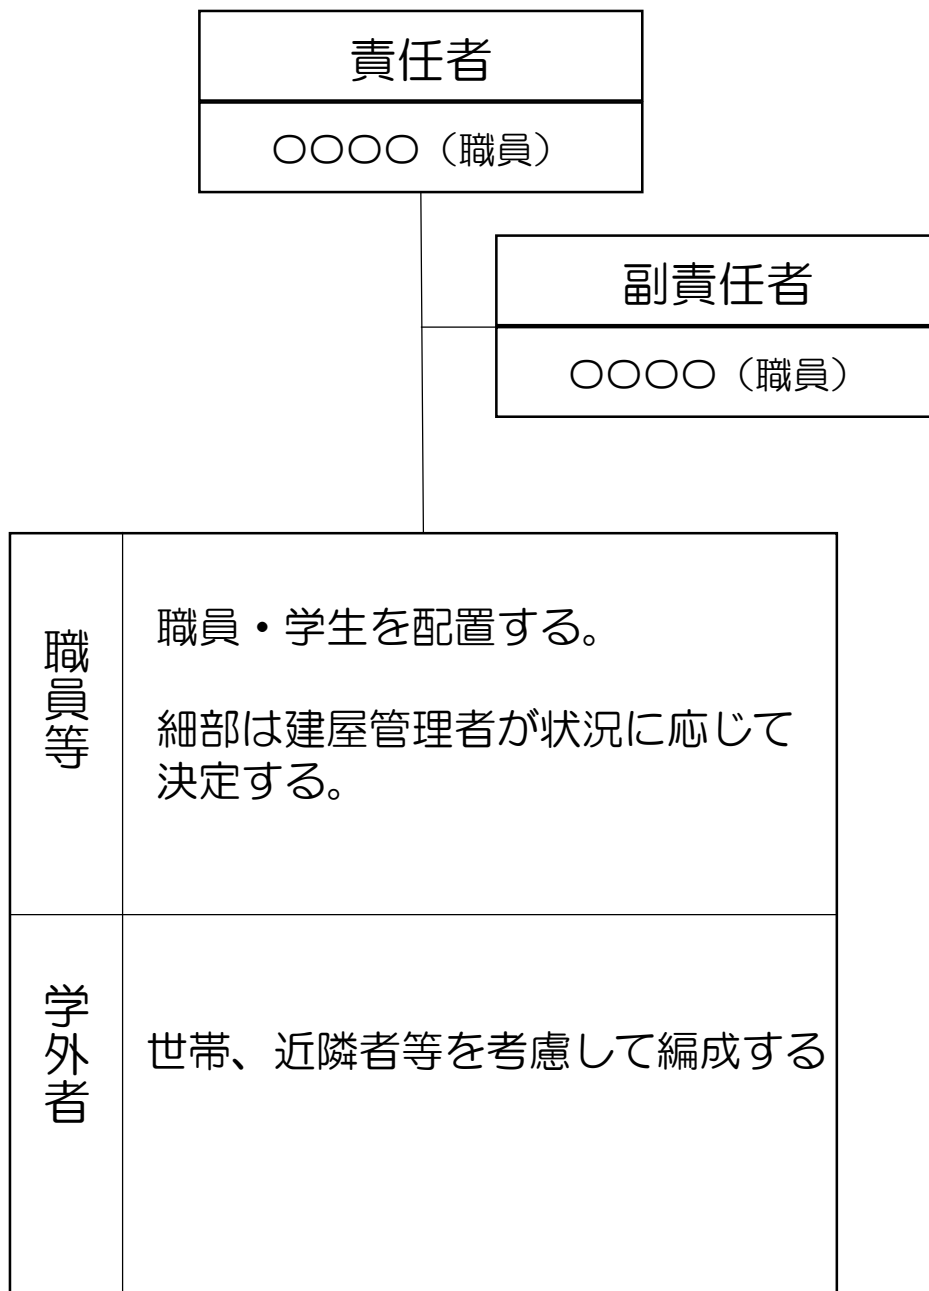 責任者
〇〇〇〇（職員）
副責任者
〇〇〇〇（職員）
職員等
職員・学生を配置する。
細部は建屋管理者が状況に応じて
決定する。
学外者
世帯、近隣者等を考慮して編成する